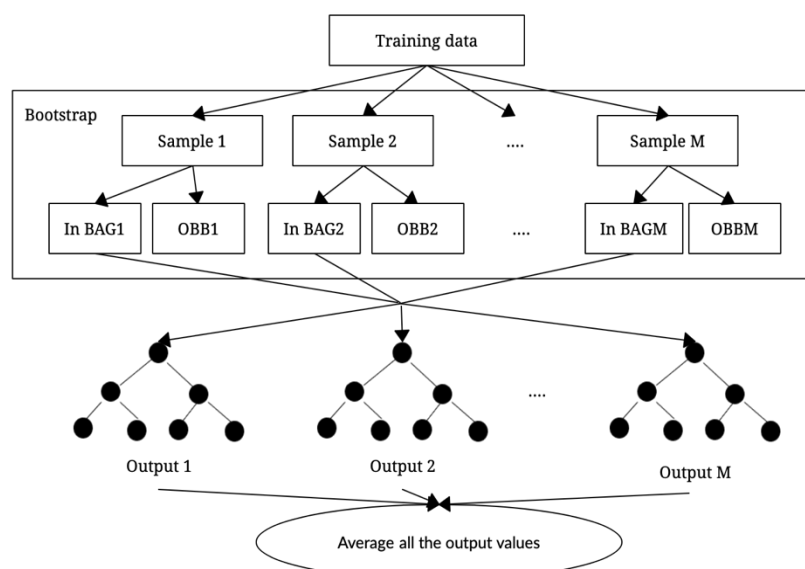 Training data
Bootstrap
Sample 1
Sample 2
....
Sample M
In BAG1
OBB1
In BAG2
OBB2
....
In BAGM
OBBM
....
Output 1
Output 2
Output M
Average all the output values